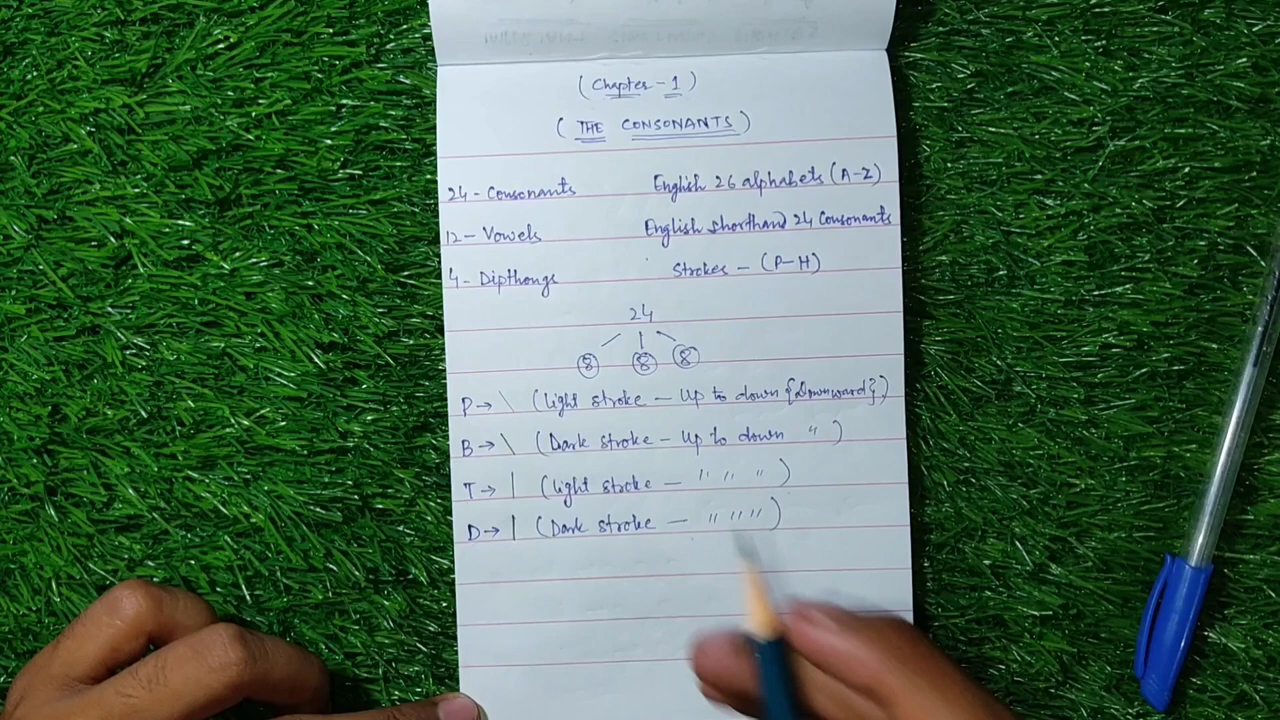 (Chapter-1)
(THE CONSONANTS)
24 - Consonants English 26 alphabets (A-Z)
12 - Vowels English shorthand 24 Consonants
4 - Dipthongs Strokes - (P-H)
24
8 8 8
P → \ (light stroke - Up to down {Downward})
B → \ (Dark stroke - Up to down " )
T → | (light stroke - " " " )
D → | (Dark stroke - " " " )